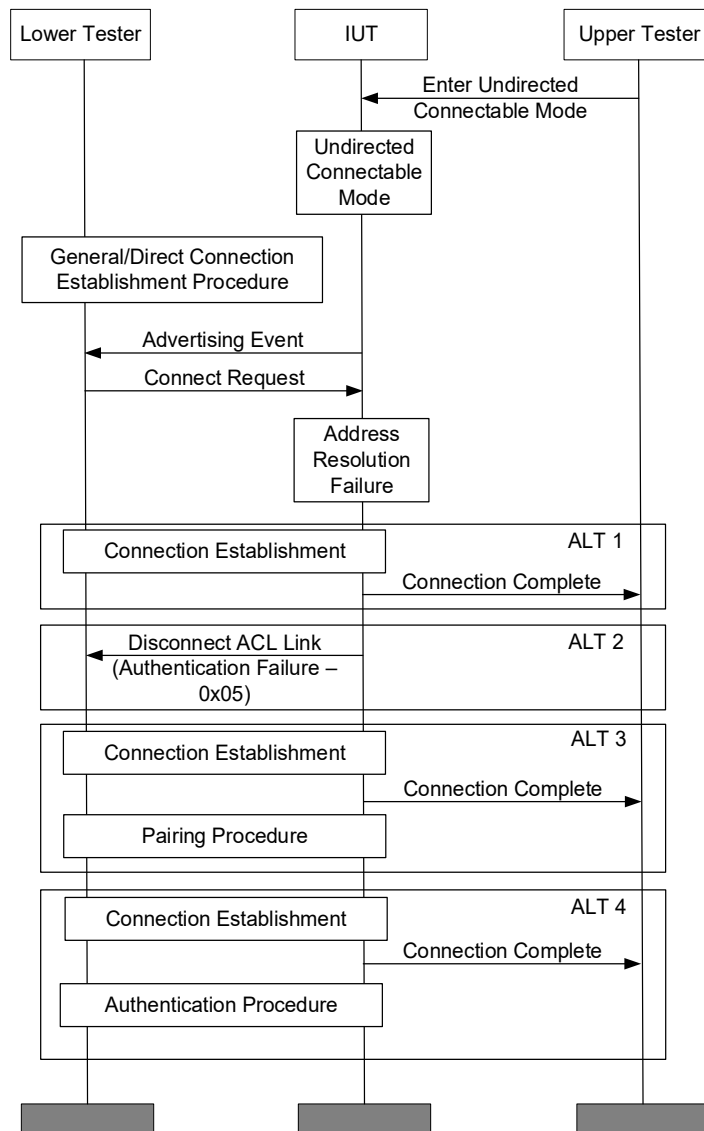 Lower Tester
IUT
Upper Tester
Enter Undirected
Connectable Mode
Undirected
Connectable
Mode
General/Direct Connection
Establishment Procedure
Advertising Event
Connect Request
Address
Resolution
Failure
ALT 1
Connection Establishment
Connection Complete
ALT 2
Disconnect ACL Link
(Authentication Failure –
0x05)
ALT 3
Connection Establishment
Connection Complete
Pairing Procedure
ALT 4
Connection Establishment
Connection Complete
Authentication Procedure